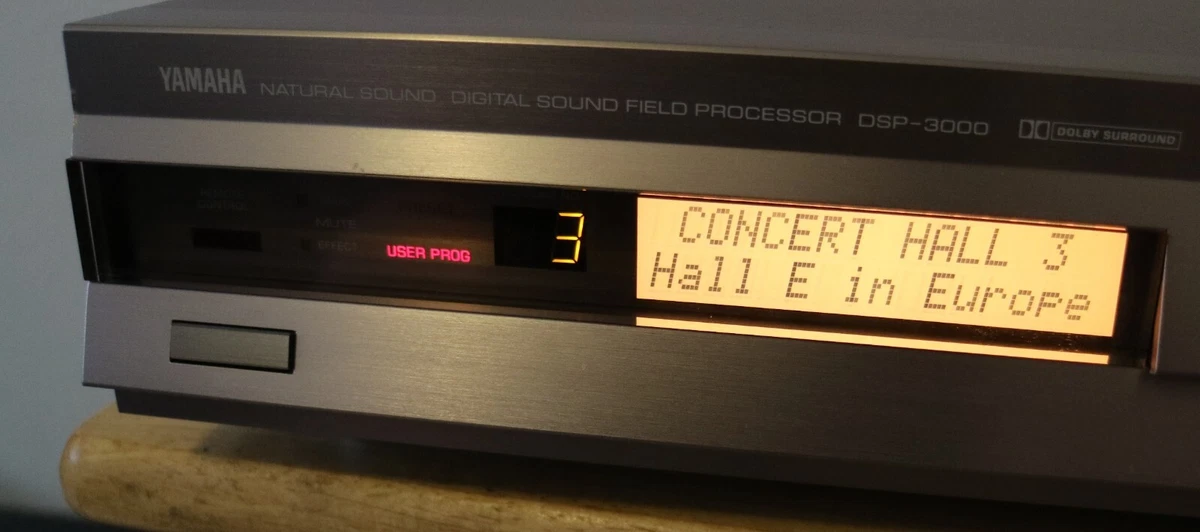 YAMAHA NATURAL SOUND DIGITAL SOUND FIELD PROCESSOR DSP-3000 DOLBY SURROUND
MUTE
EFFECT
USER PROG
3
CONCERT HALL 3
Hall E in Europe